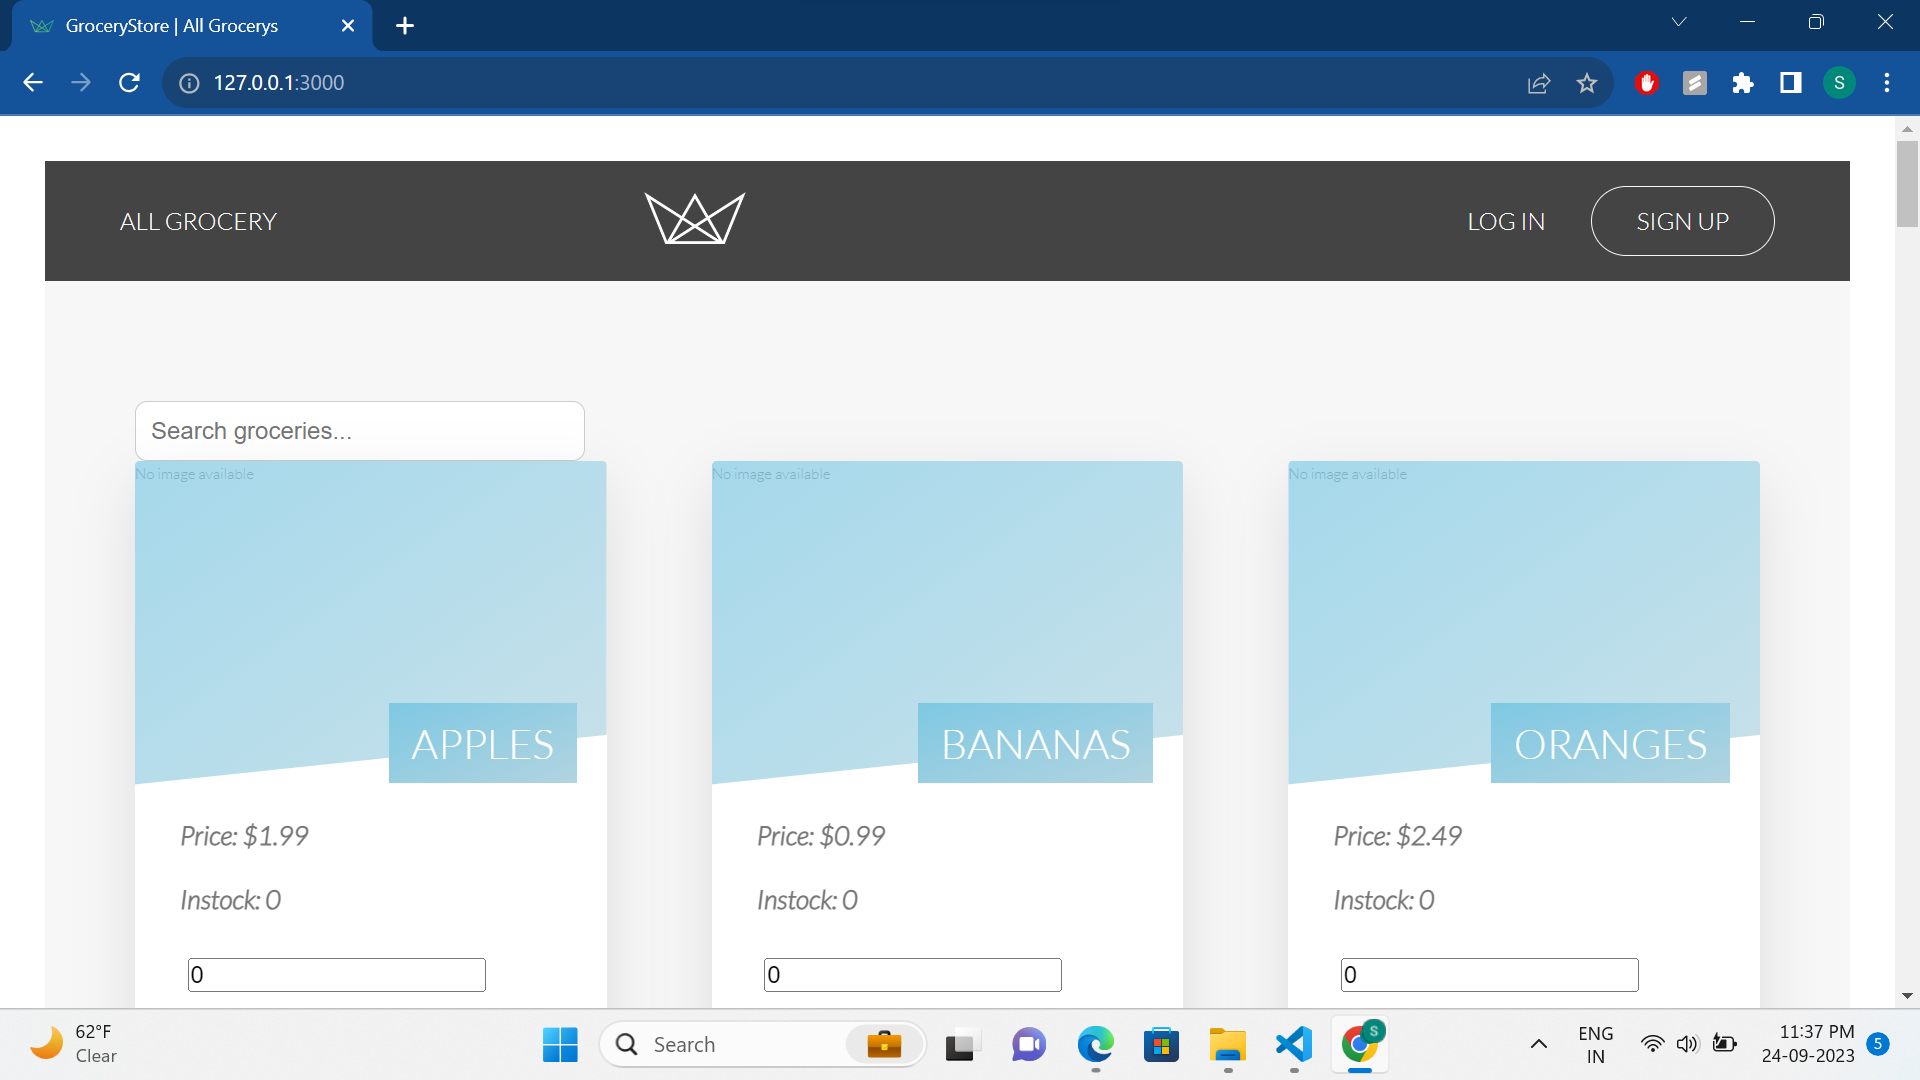 GroceryStore | All Grocerys
127.0.0.1:3000
S
ALL GROCERY
LOG IN
SIGN UP
Search groceries...
No image available
No image available
No image available
APPLES
BANANAS
ORANGES
Price: $1.99
Price: $0.99
Price: $2.49
Instock: 0
Instock: 0
Instock: 0
0
0
0
62°F
Clear
Search
S
ENG
IN
11:37 PM
24-09-2023
5